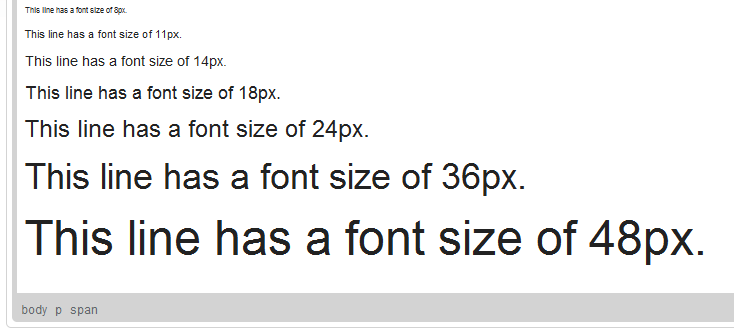 This line has a font size of 8px.
This line has a font size of 11px.
This line has a font size of 14px.
This line has a font size of 18px.
This line has a font size of 24px.
This line has a font size of 36px.
This line has a font size of 48px.
body p span